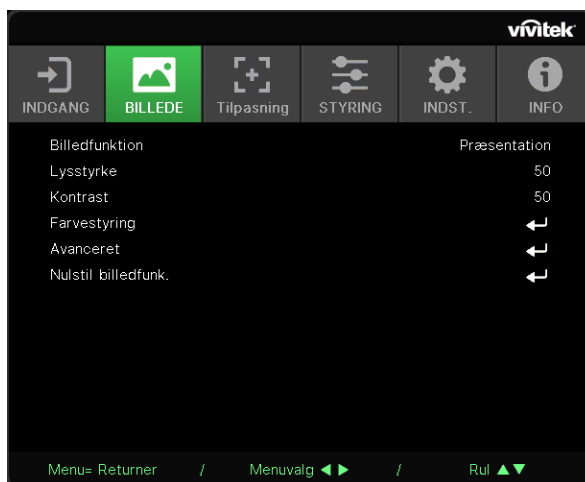 vivitek
INDGANG BILLEDE Tilpasning STYRING INDST. INFO
Billedfunktion Præsentation
Lysstyrke 50
Kontrast 50
Farvestyring
Avanceret
Nulstil billedfunk.
Menu= Returner / Menuvalg ◄ ► / Rul ▲▼